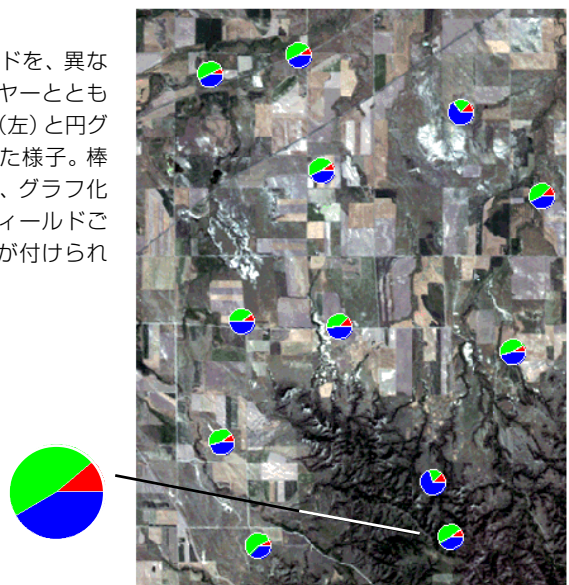 ドを、異な
ヤーととも
（左）と円グ
た様子。棒
、グラフ化
ィールドご
が付けられ